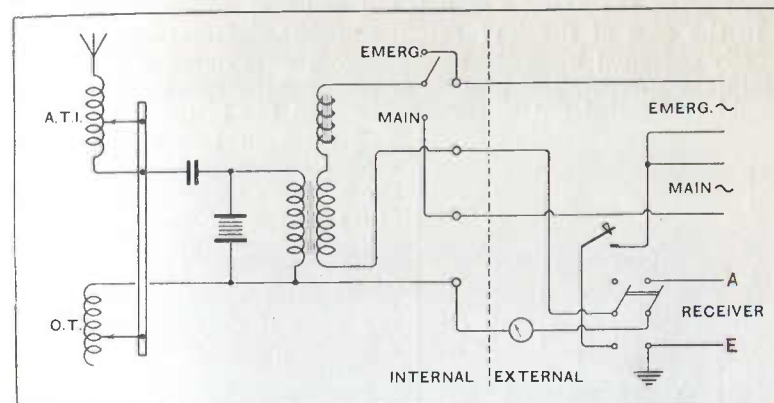 EMERG.
A.T.I.
EMERG. ~
MAIN
MAIN ~
A
RECEIVER
O.T.
E
INTERNAL
EXTERNAL